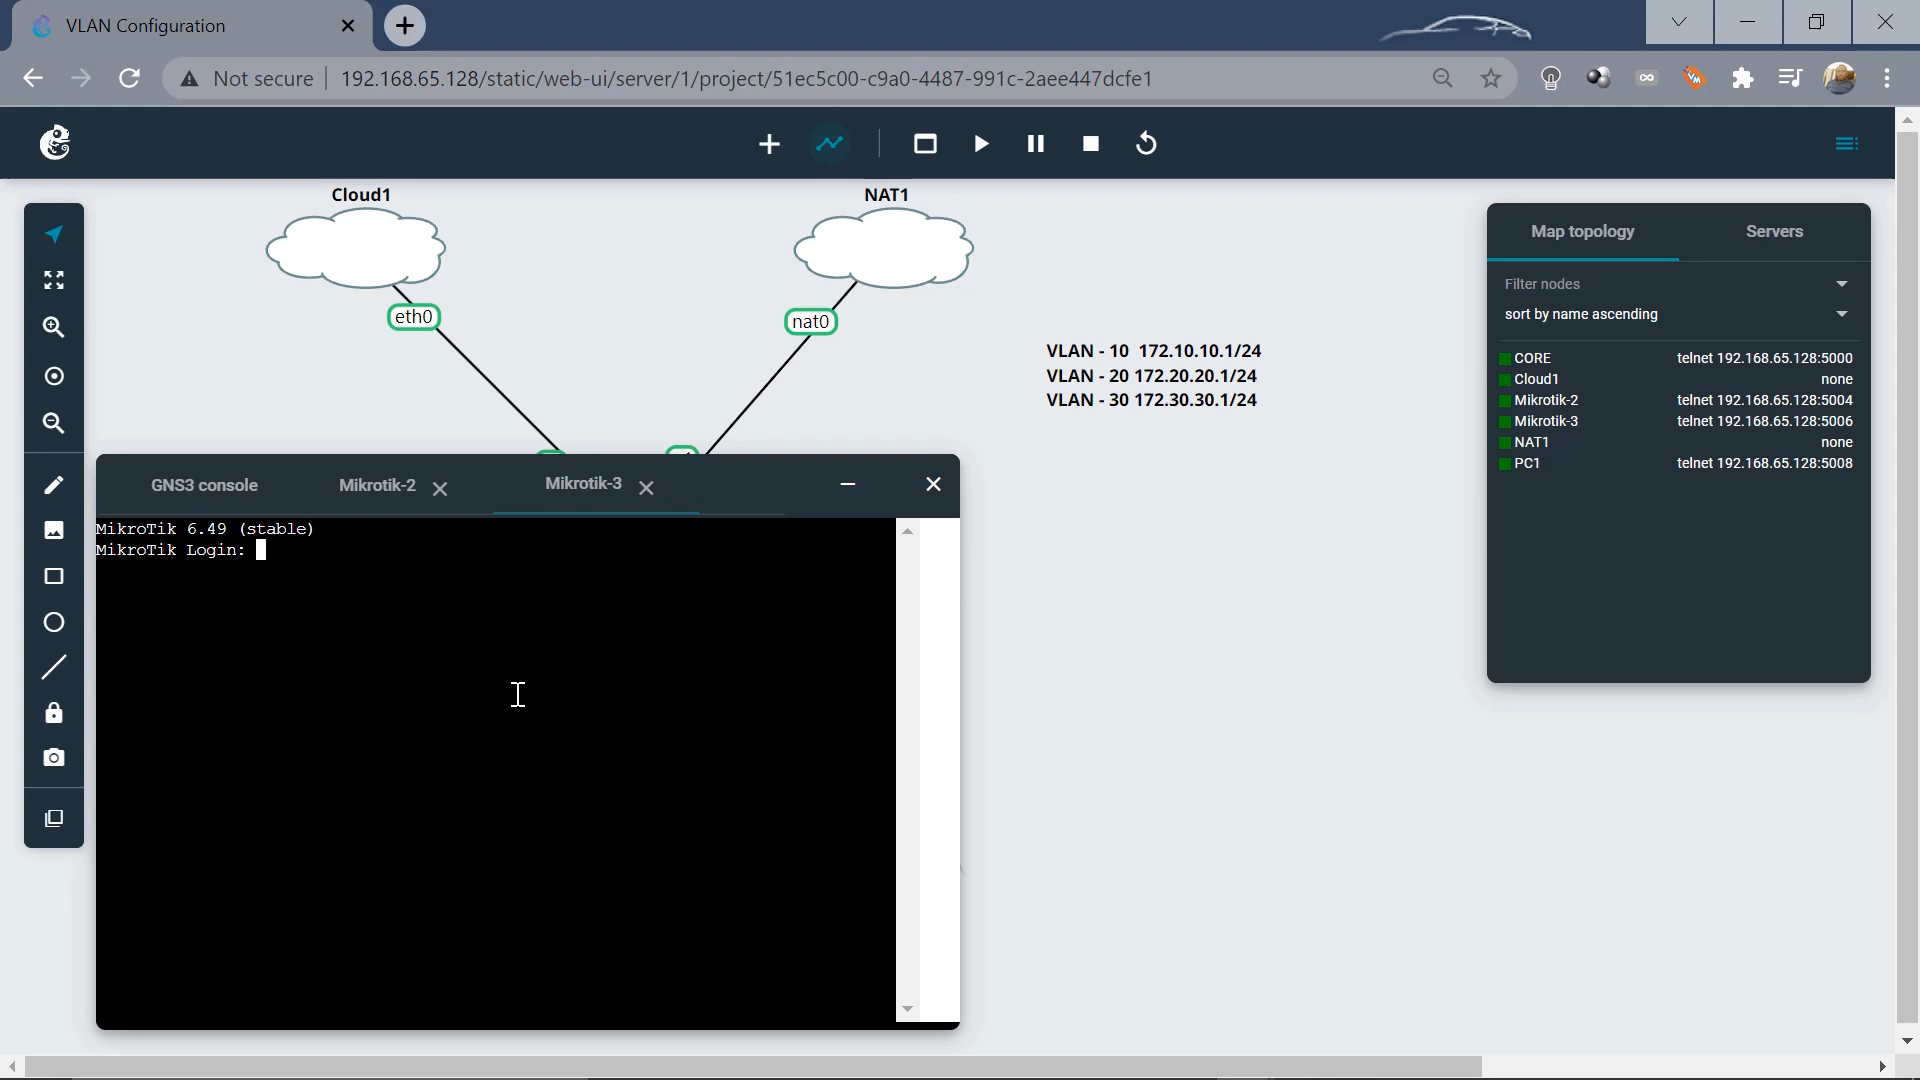 VLAN Configuration
Not secure
192.168.65.128/static/web-ui/server/1/project/51ec5c00-c9a0-4487-991c-2aee447dcfe1
Cloud1
NAT1
eth0
nat0
VLAN - 10  172.10.10.1/24
VLAN - 20 172.20.20.1/24
VLAN - 30 172.30.30.1/24
Map topology
Servers
Filter nodes
sort by name ascending
CORE telnet 192.168.65.128:5000
Cloud1 none
Mikrotik-2 telnet 192.168.65.128:5004
Mikrotik-3 telnet 192.168.65.128:5006
NAT1 none
PC1 telnet 192.168.65.128:5008
GNS3 console
Mikrotik-2
Mikrotik-3
MikroTik 6.49 (stable)
MikroTik Login: